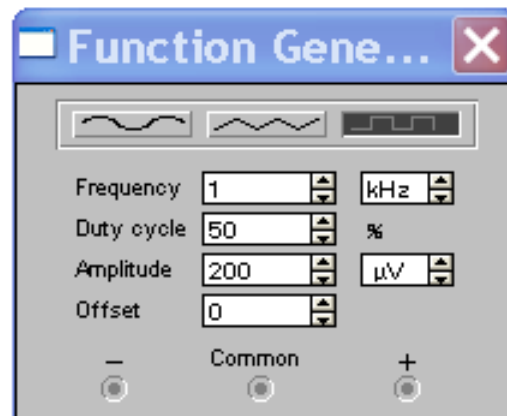 Function Gene...
Frequency 1 kHz
Duty cycle 50 %
Amplitude 200 µV
Offset 0
− Common +